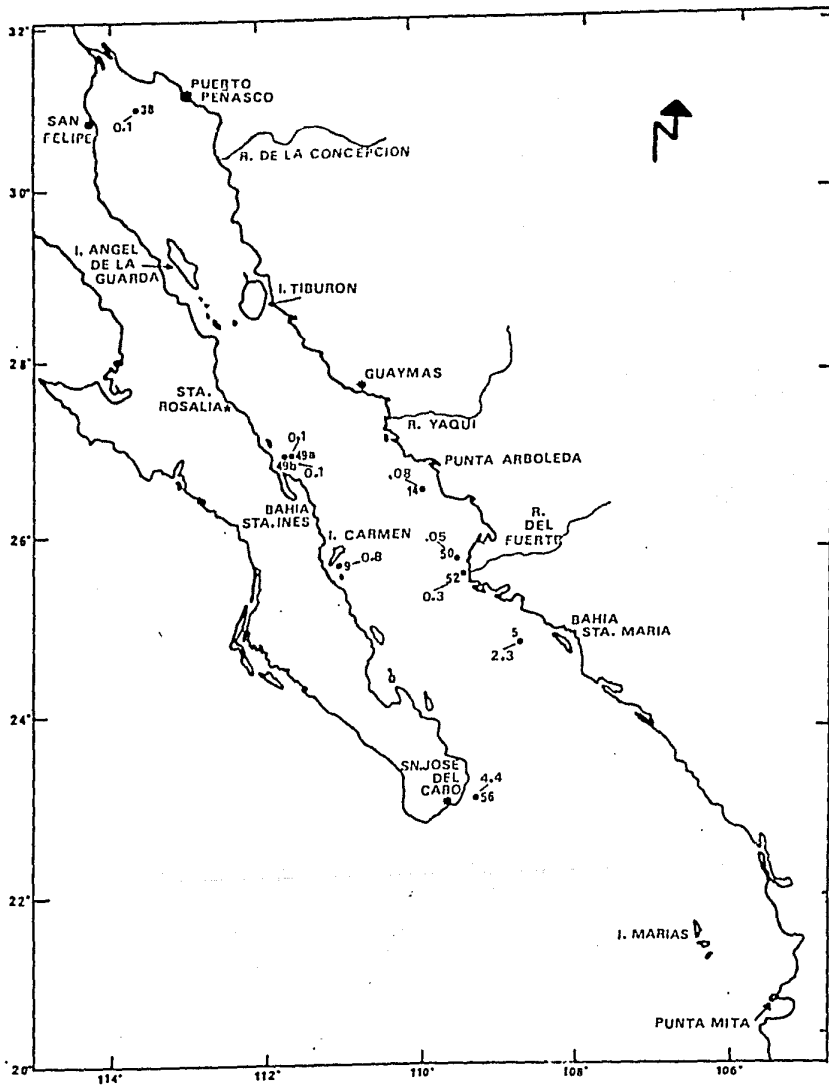 32°
PUERTO
PEÑASCO
SAN
FELIPE
38
0.1
R. DE LA CONCEPCION
30°
I. ANGEL
DE LA
GUARDA
I. TIBURON
28°
GUAYMAS
STA.
ROSALIA
R. YAQUI
0.1
49a
49b
0.1
PUNTA ARBOLEDA
.08
14
BAHIA
STA. INES
R.
DEL
FUERTE
I. CARMEN
.05
50
26°
9
0.8
52
0.3
BAHIA
STA. MARIA
5
2.3
24°
SN. JOSE
DEL
CABO
4.4
56
22°
I. MARIAS
PUNTA MITA
20°
114°
112°
110°
108°
106°